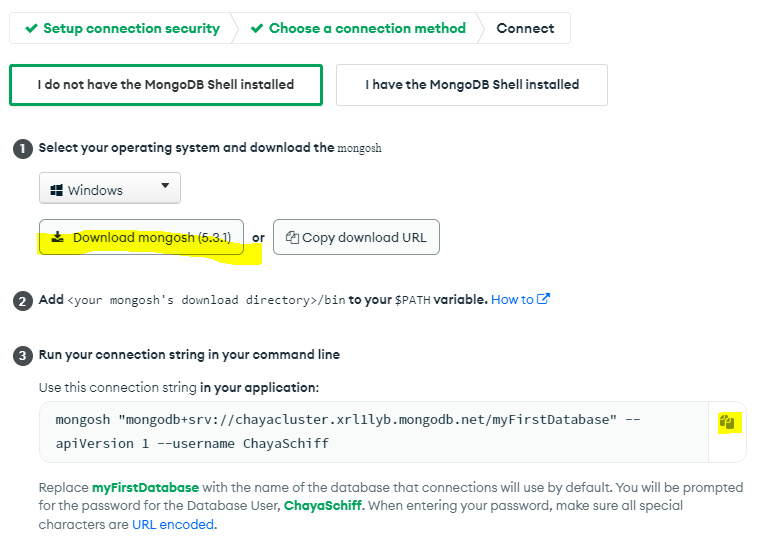 Setup connection security Choose a connection method Connect
I do not have the MongoDB Shell installed I have the MongoDB Shell installed
1 Select your operating system and download the mongosh
Windows
Download mongosh (5.3.1) or Copy download URL
2 Add <your mongosh's download directory>/bin to your $PATH variable. How to
3 Run your connection string in your command line
Use this connection string in your application:
mongosh "mongodb+srv://chayacluster.xrl1lyb.mongodb.net/myFirstDatabase" --
apiVersion 1 --username ChayaSchiff
Replace myFirstDatabase with the name of the database that connections will use by default. You will be prompted
for the password for the Database User, ChayaSchiff. When entering your password, make sure all special
characters are URL encoded.